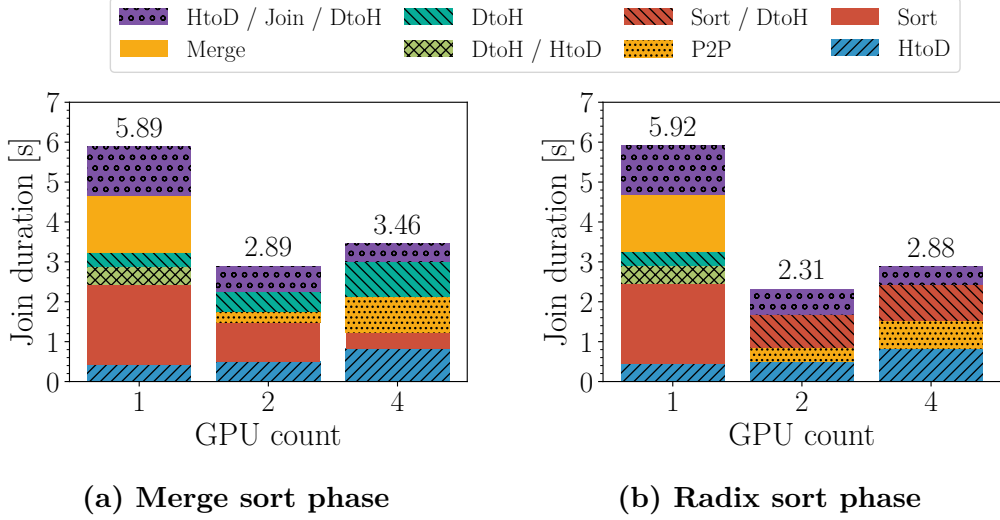 HtoD / Join / DtoH DtoH Sort / DtoH Sort
Merge DtoH / HtoD P2P HtoD
Join duration [s]
7
6
5
4
3
2
1
0
5.89
2.89
3.46
1 2 4
GPU count
(a) Merge sort phase
Join duration [s]
7
6
5
4
3
2
1
0
5.92
2.31
2.88
1 2 4
GPU count
(b) Radix sort phase